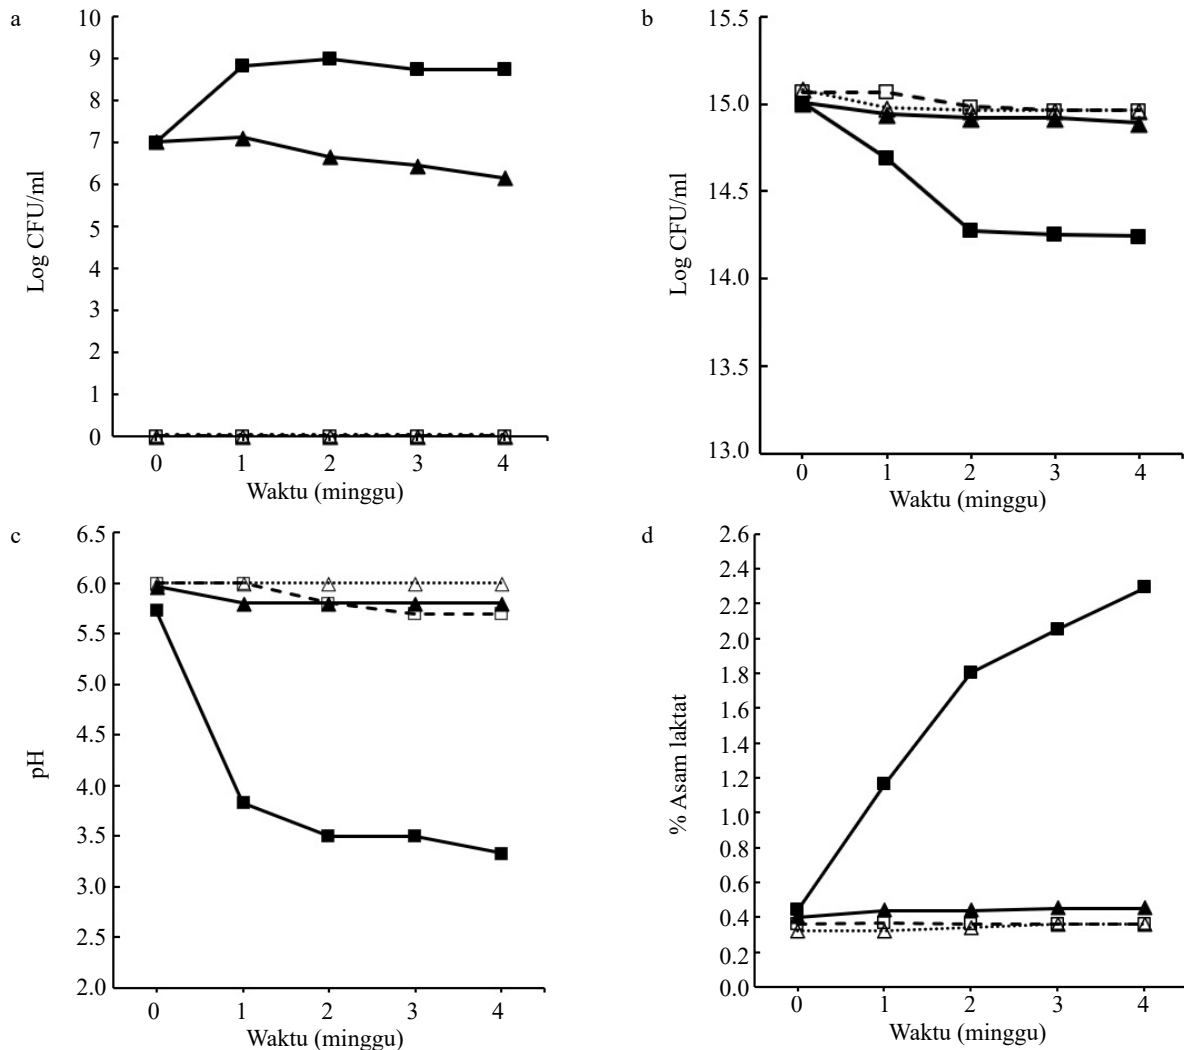 a
10
9
8
7
6
5
4
3
2
1
0
Log CFU/ml
0 1 2 3 4
Waktu (minggu)
b
15.5
15.0
14.5
14.0
13.5
13.0
Log CFU/ml
0 1 2 3 4
Waktu (minggu)
c
6.5
6.0
5.5
5.0
4.5
4.0
3.5
3.0
2.5
2.0
pH
0 1 2 3 4
Waktu (minggu)
d
2.6
2.4
2.2
2.0
1.8
1.6
1.4
1.2
1.0
0.8
0.6
0.4
0.2
0.0
% Asam laktat
0 1 2 3 4
Waktu (minggu)